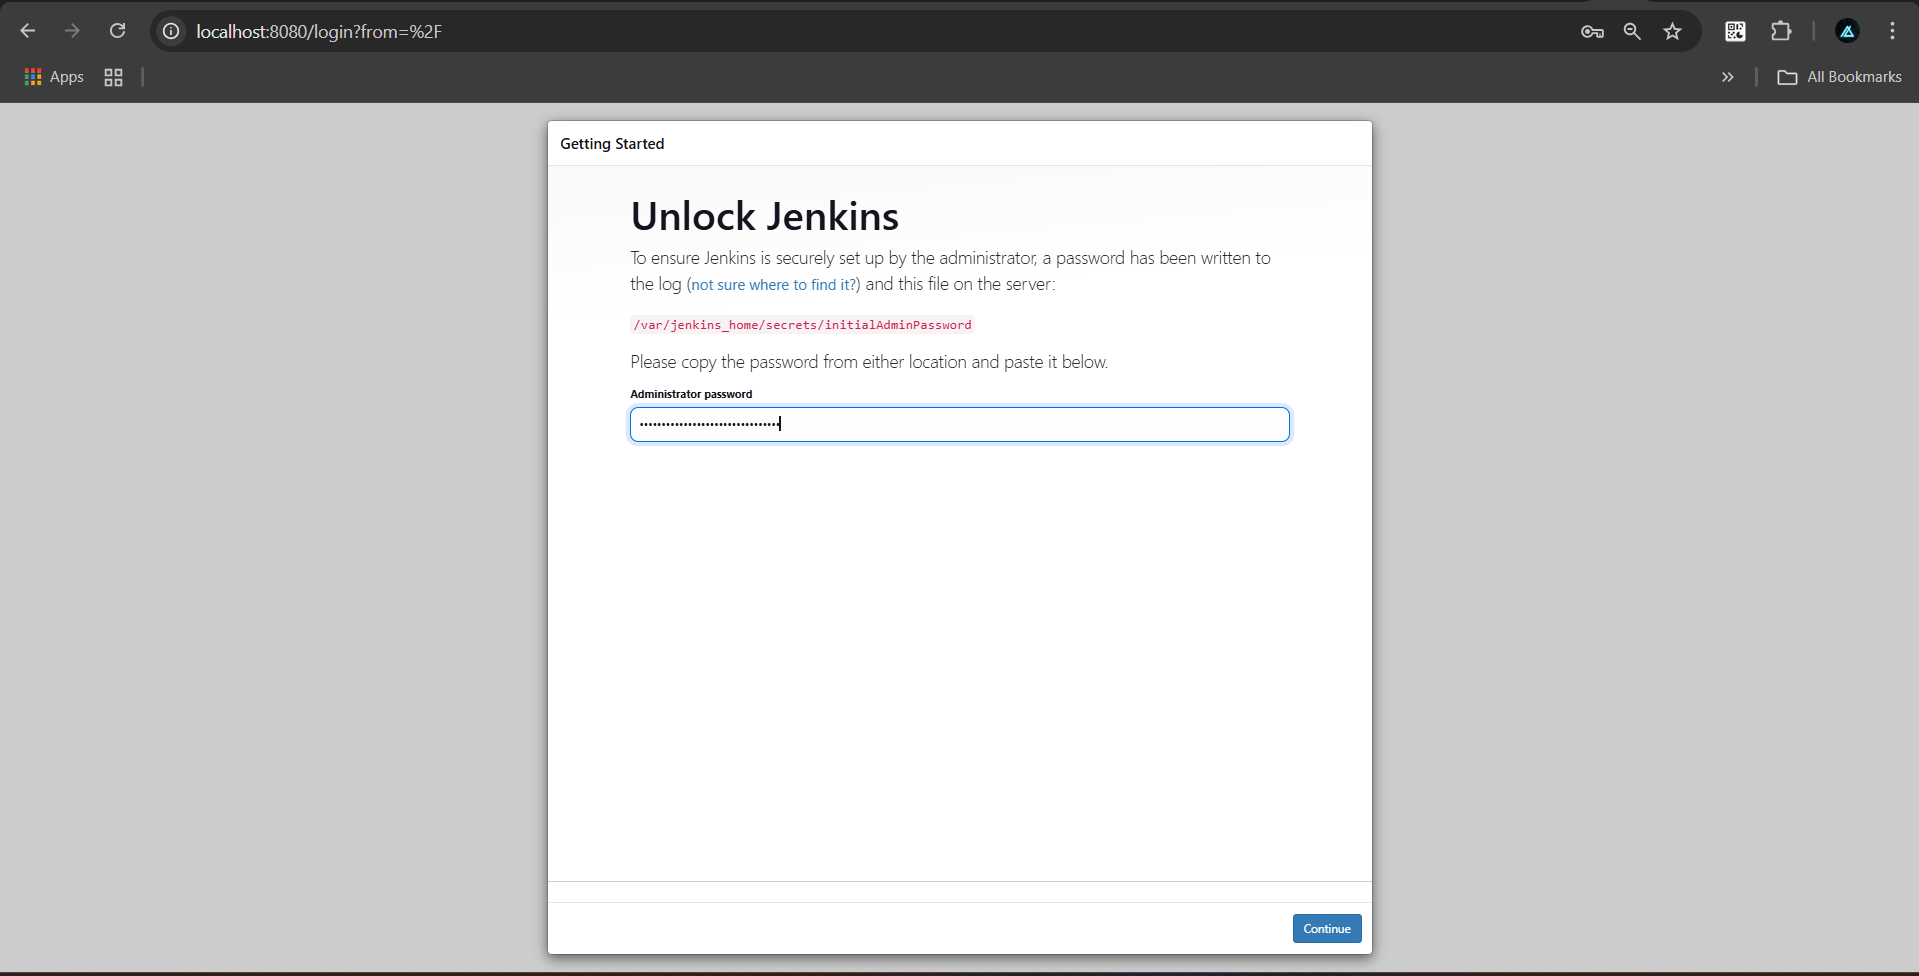 localhost:8080/login?from=%2F
Apps
All Bookmarks
Getting Started
Unlock Jenkins
To ensure Jenkins is securely set up by the administrator, a password has been written to
the log (not sure where to find it?) and this file on the server:
/var/jenkins_home/secrets/initialAdminPassword
Please copy the password from either location and paste it below.
Administrator password
••••••••••••••••••••••••••••••••
Continue